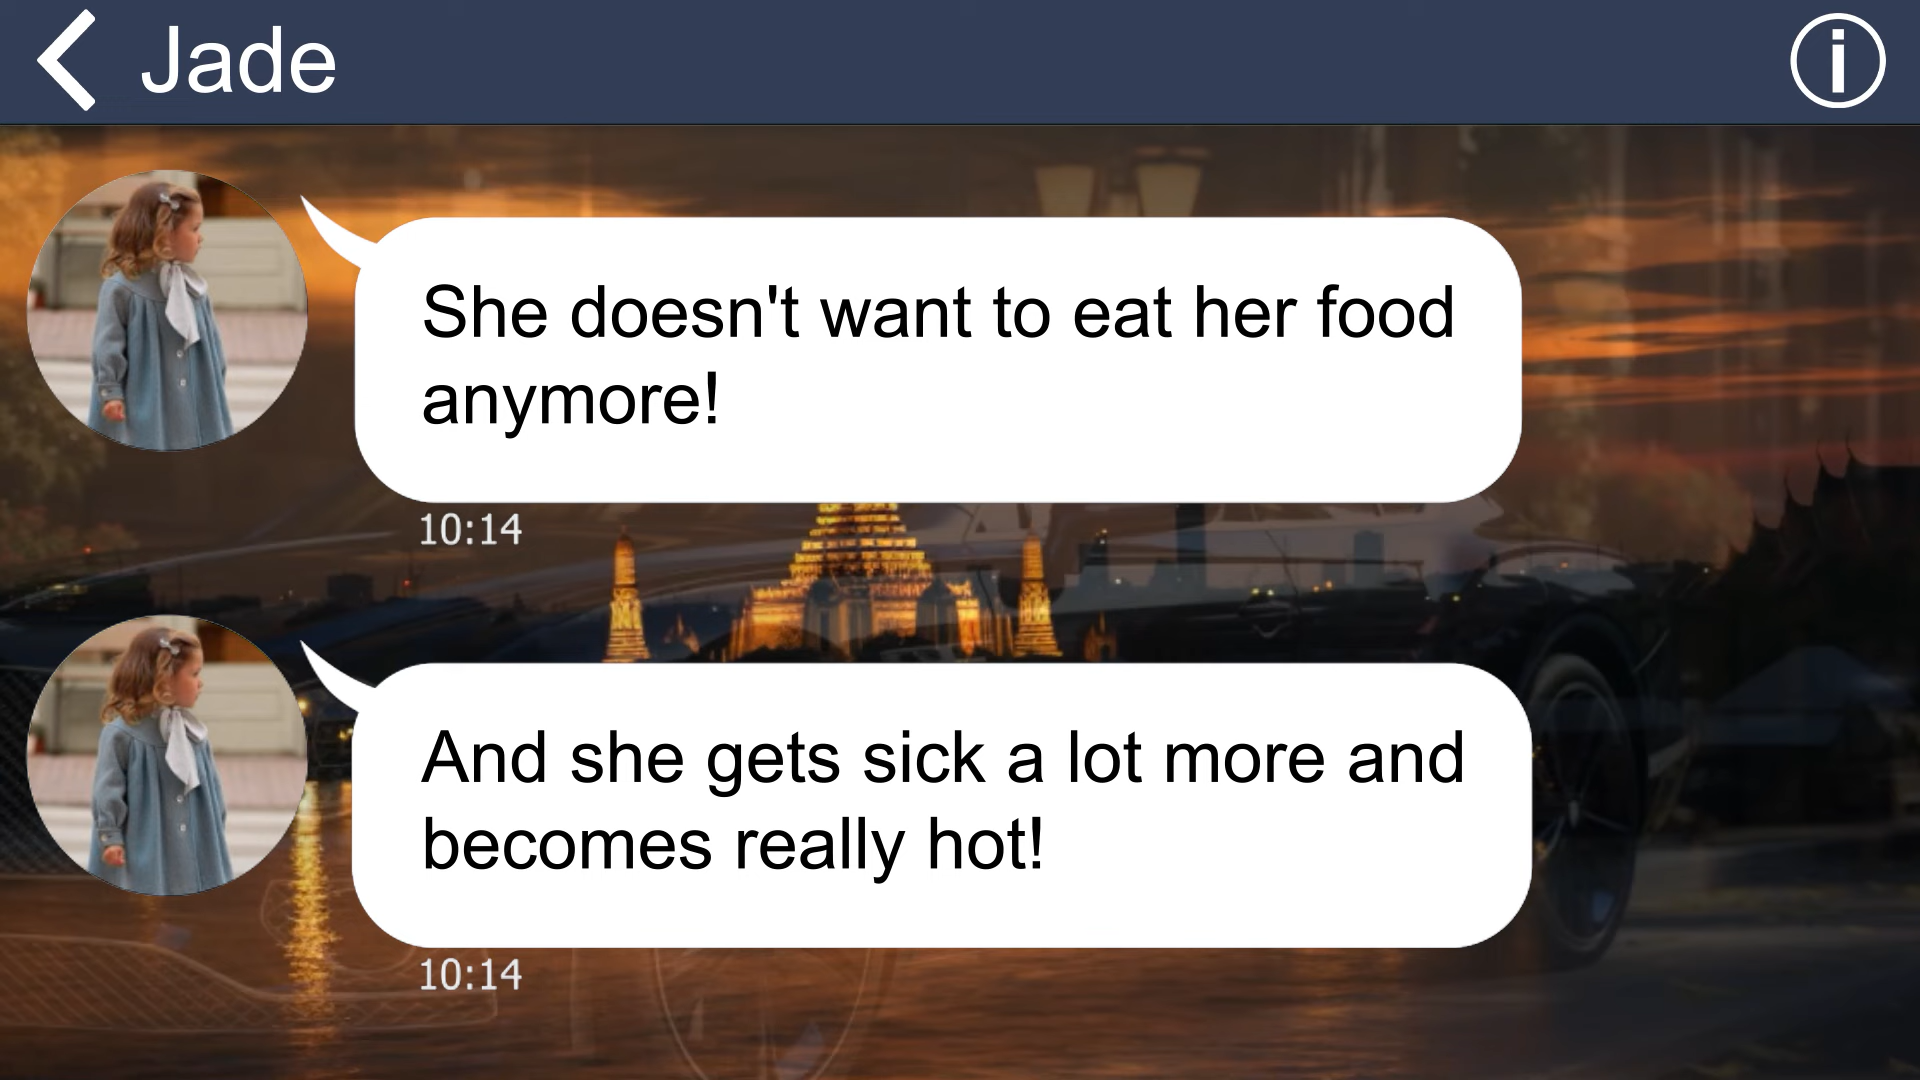 Jade
She doesn't want to eat her food
anymore!
10:14
And she gets sick a lot more and
becomes really hot!
10:14